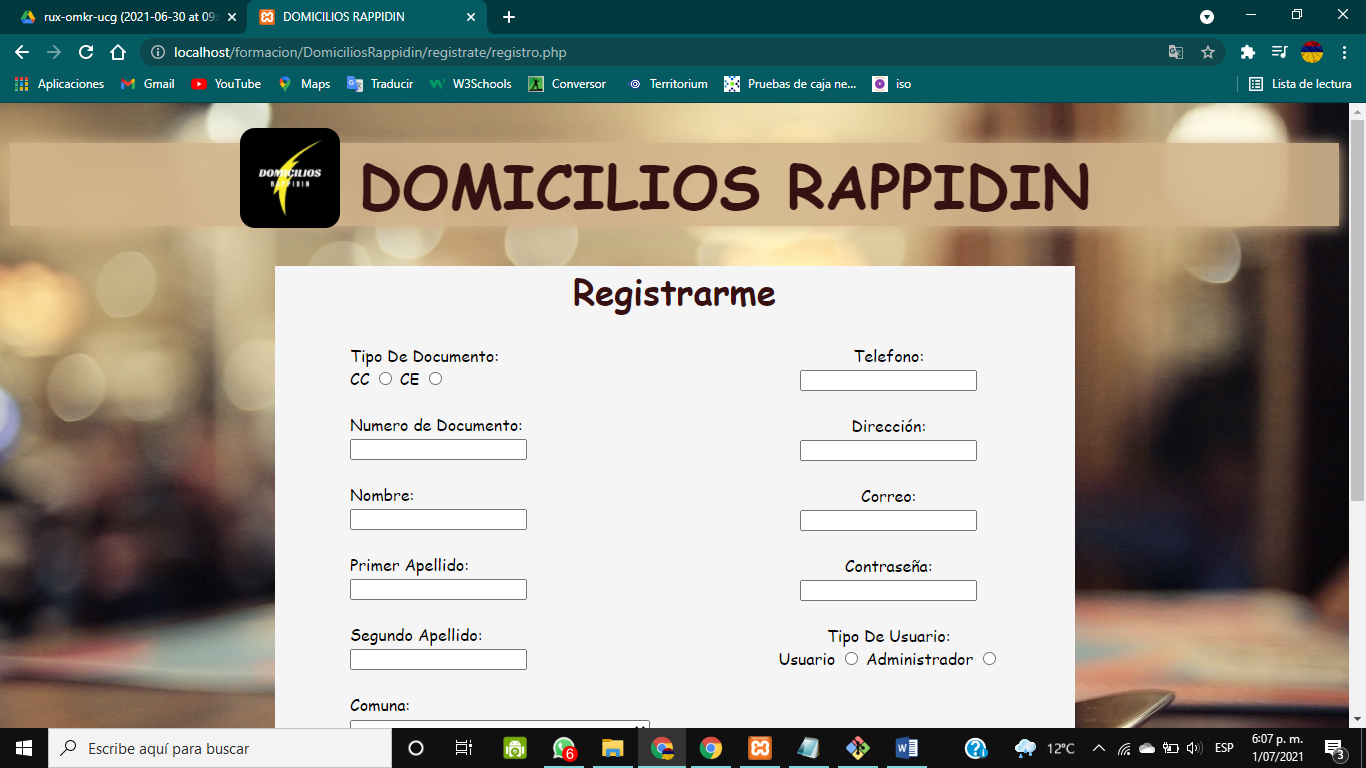 rux-omkr-ucg (2021-06-30 at 09:
DOMICILIOS RAPPIDIN
localhost/formacion/DomiciliosRappidin/registrate/registro.php
Aplicaciones Gmail YouTube Maps Traducir W3Schools Conversor Territorium Pruebas de caja ne... iso Lista de lectura
DOMICILIOS
RAPPIDIN
DOMICILIOS RAPPIDIN
Registrarme
Tipo De Documento:
CC CE
Numero de Documento:
Nombre:
Primer Apellido:
Segundo Apellido:
Comuna:
Telefono:
Dirección:
Correo:
Contraseña:
Tipo De Usuario:
Usuario Administrador
Escribe aquí para buscar
6
12°C
ESP
6:07 p. m.
1/07/2021
3